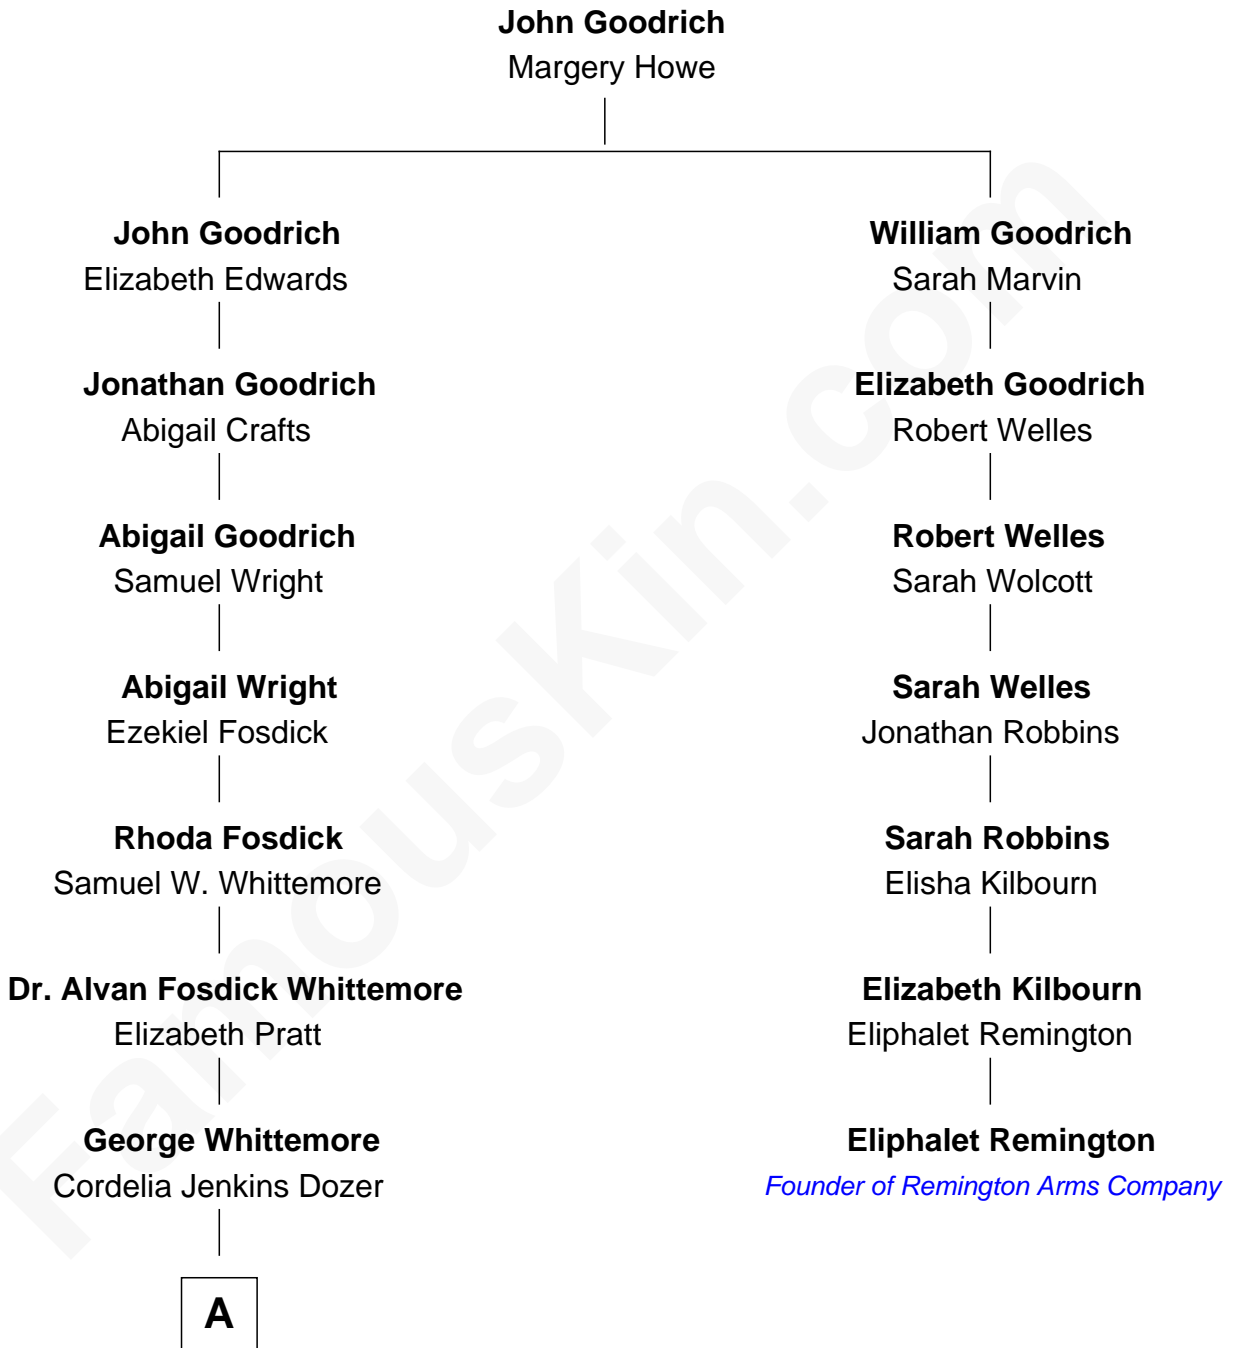 John Goodrich
Margery Howe
John Goodrich
Elizabeth Edwards
William Goodrich
Sarah Marvin
Jonathan Goodrich
Abigail Crafts
Elizabeth Goodrich
Robert Welles
Abigail Goodrich
Samuel Wright
Robert Welles
Sarah Wolcott
Abigail Wright
Ezekiel Fosdick
Sarah Welles
Jonathan Robbins
Rhoda Fosdick
Samuel W. Whittemore
Sarah Robbins
Elisha Kilbourn
Dr. Alvan Fosdick Whittemore
Elizabeth Pratt
Elizabeth Kilbourn
Eliphalet Remington
George Whittemore
Cordelia Jenkins Dozer
Eliphalet Remington
Founder of Remington Arms Company
A
FamousKin.com